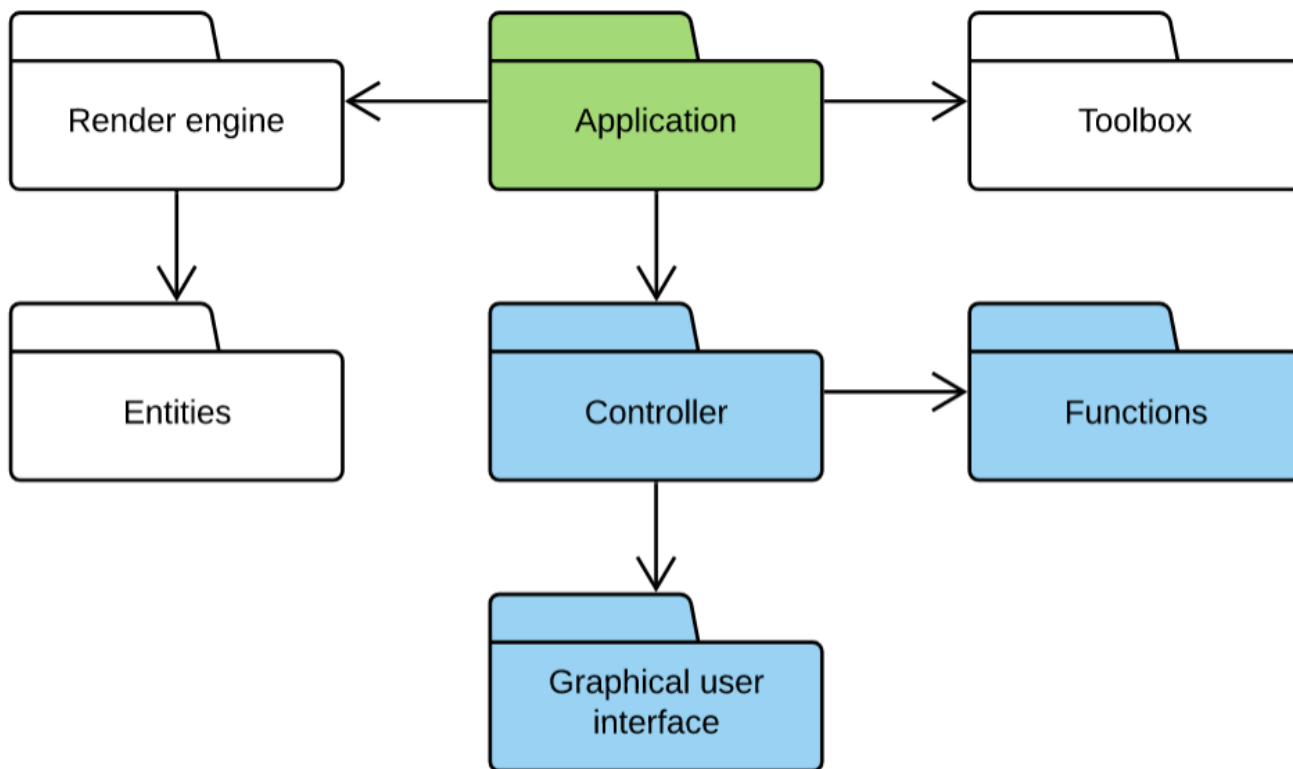 Render engine
Application
Toolbox
Entities
Controller
Functions
Graphical user
interface